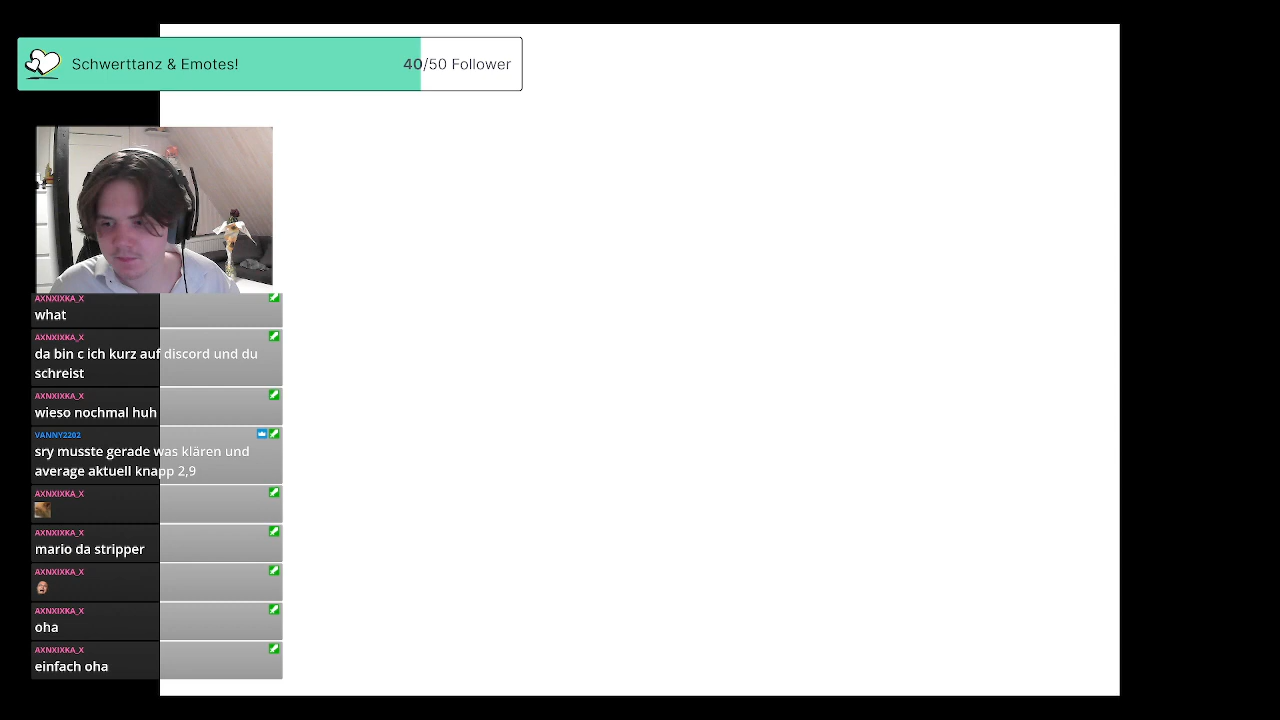 Schwerttanz & Emotes!
40/50 Follower
AXNXIXKA_X
what
AXNXIXKA_X
da bin c ich kurz auf discord und du
schreist
AXNXIXKA_X
wieso nochmal huh
VANNY2202
sry musste gerade was klären und
average aktuell knapp 2,9
AXNXIXKA_X
AXNXIXKA_X
mario da stripper
AXNXIXKA_X
AXNXIXKA_X
oha
AXNXIXKA_X
einfach oha